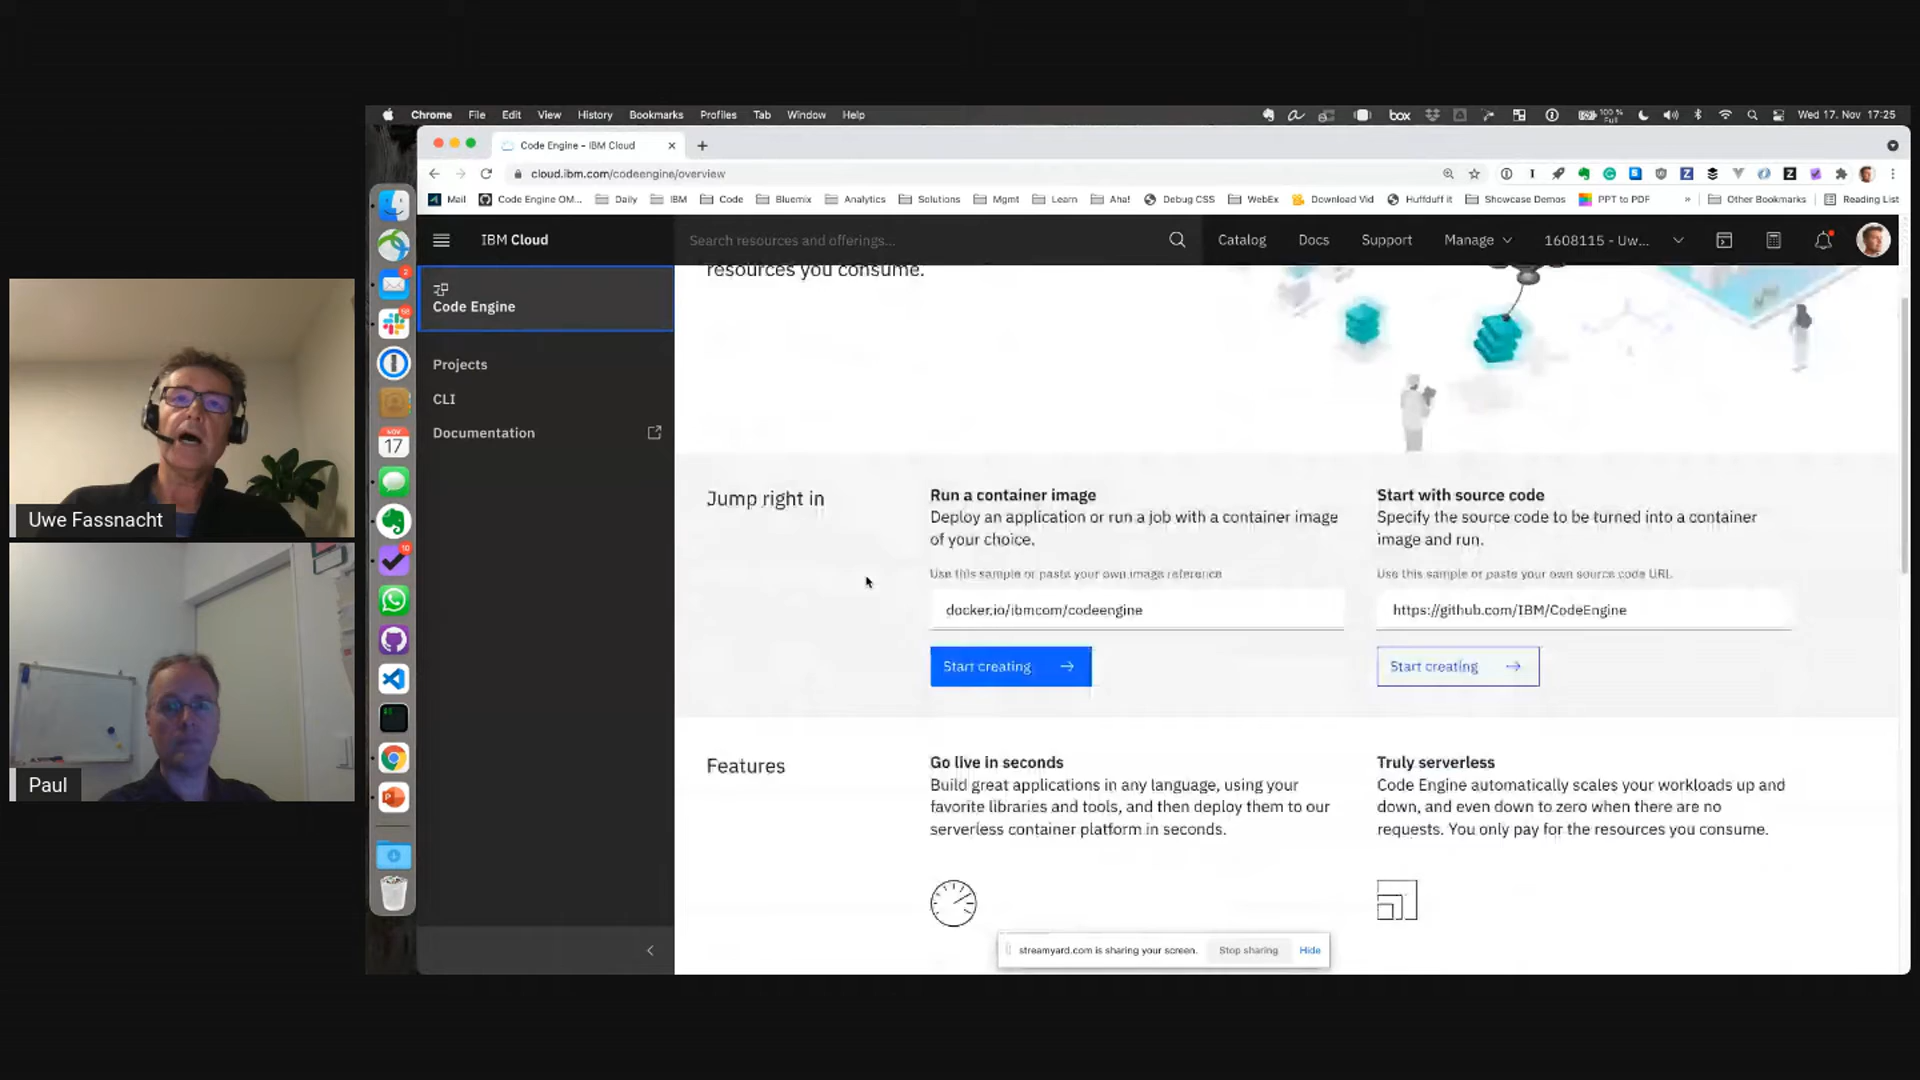 Chrome File Edit View History Bookmarks Profiles Tab Window Help
box 100 % Full Wed 17. Nov 17:25
Code Engine – IBM Cloud
cloud.ibm.com/codeengine/overview
Mail Code Engine OM... Daily IBM Code Bluemix Analytics Solutions Mgmt Learn Aha! Debug CSS WebEx Download Vid Huffduff it Showcase Demos PPT to PDF » Other Bookmarks Reading List
IBM Cloud Search resources and offerings... Catalog Docs Support Manage 1608115 - Uw...
resources you consume.
Code Engine
Projects
CLI
Documentation
NOV
17
Jump right in
Run a container image
Deploy an application or run a job with a container image
of your choice.
Use this sample or paste your own image reference
docker.io/ibmcom/codeengine
Start creating
Start with source code
Specify the source code to be turned into a container
image and run.
Use this sample or paste your own source code URL
https://github.com/IBM/CodeEngine
Start creating
Features
Go live in seconds
Build great applications in any language, using your
favorite libraries and tools, and then deploy them to our
serverless container platform in seconds.
Truly serverless
Code Engine automatically scales your workloads up and
down, and even down to zero when there are no
requests. You only pay for the resources you consume.
streamyard.com is sharing your screen. Stop sharing Hide
Uwe Fassnacht
Paul